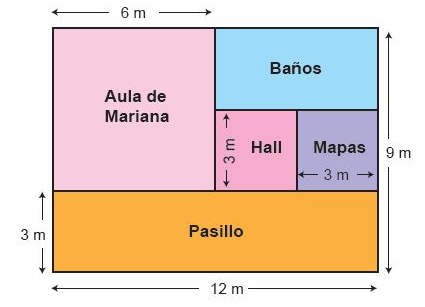 6 m
Aula de
Mariana
Baños
3 m
Hall
Mapas
3 m
9 m
3 m
Pasillo
12 m